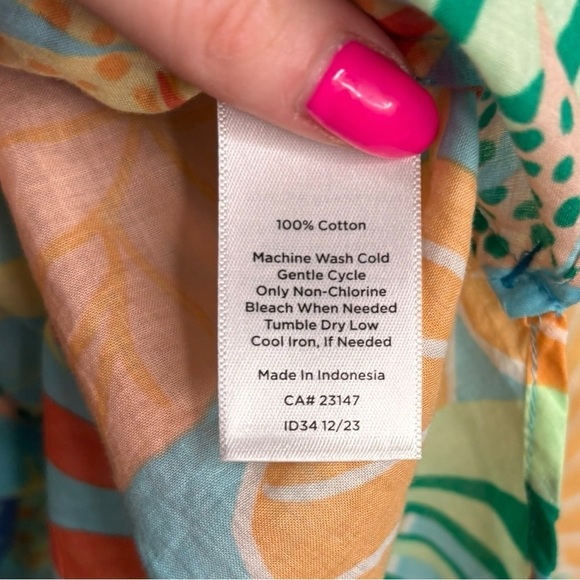 100% Cotton
Machine Wash Cold
Gentle Cycle
Only Non-Chlorine
Bleach When Needed
Tumble Dry Low
Cool Iron, If Needed
Made In Indonesia
CA# 23147
ID34 12/23